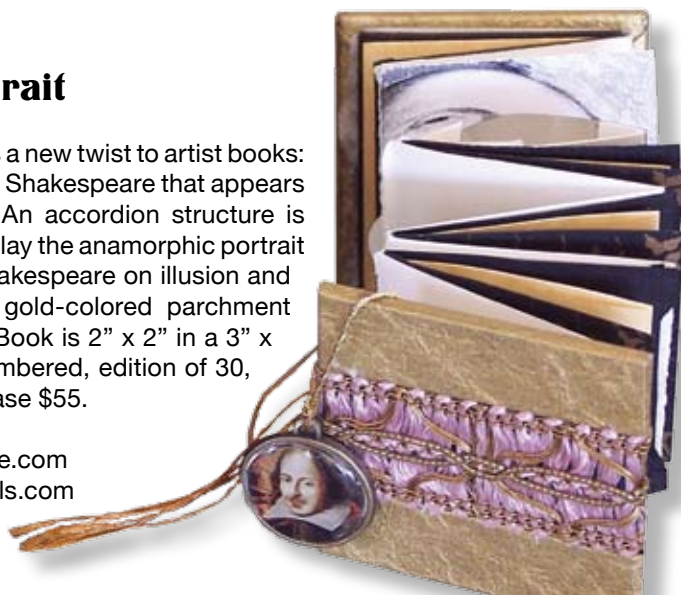 rait
a new twist to artist books:
Shakespeare that appears
An accordion structure is
lay the anamorphic portrait
akespeare on illusion and
gold-colored parchment
Book is 2” x 2” in a 3” x
mbered, edition of 30,
ase $55.
e.com
ls.com